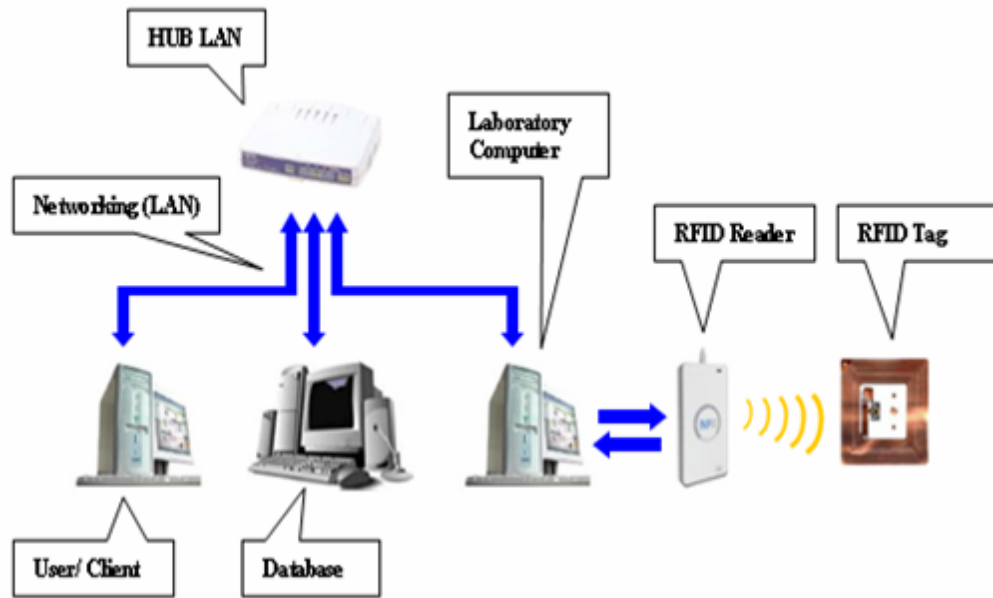 HUB LAN
Laboratory
Computer
Networking (LAN)
RFID Reader
RFID Tag
User/ Client
Database